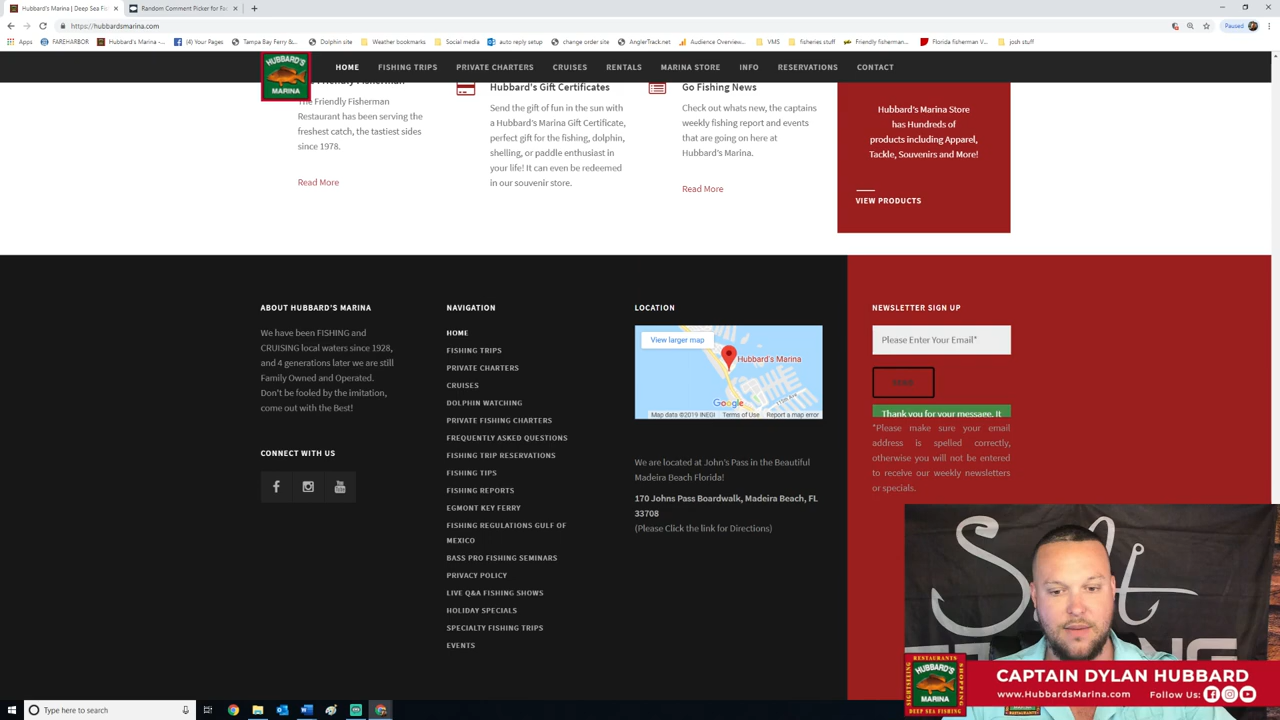 Hubbard's Marina | Deep Sea Fis
Random Comment Picker for Fa
https://hubbardsmarina.com
Paused
Apps
FAREHARBOR
Hubbard's Marina -...
(4) Your Pages
Tampa Bay Ferry &...
Dolphin site
Weather bookmarks
Social media
auto reply setup
change order site
AnglerTrack.net
Audience Overview...
VMS
fisheries stuff
Friendly fisherman...
Florida fisherman V...
josh stuff
HUBBARD'S
MARINA
HOME
FISHING TRIPS
PRIVATE CHARTERS
CRUISES
RENTALS
MARINA STORE
INFO
RESERVATIONS
CONTACT
The Friendly Fisherman
Restaurant has been serving the
freshest catch, the tastiest sides
since 1978.
Read More
Hubbard's Gift Certificates
Send the gift of fun in the sun with
a Hubbard's Marina Gift Certificate,
perfect gift for the fishing, dolphin,
shelling, or paddle enthusiast in
your life! It can even be redeemed
in our souvenir store.
Go Fishing News
Check out whats new, the captains
weekly fishing report and events
that are going on here at
Hubbard's Marina.
Read More
Hubbard's Marina Store
has Hundreds of
products including Apparel,
Tackle, Souvenirs and More!
VIEW PRODUCTS
ABOUT HUBBARD'S MARINA
We have been FISHING and
CRUISING local waters since 1928,
and 4 generations later we are still
Family Owned and Operated.
Don't be fooled by the imitation,
come out with the Best!
CONNECT WITH US
NAVIGATION
HOME
FISHING TRIPS
PRIVATE CHARTERS
CRUISES
DOLPHIN WATCHING
PRIVATE FISHING CHARTERS
FREQUENTLY ASKED QUESTIONS
FISHING TRIP RESERVATIONS
FISHING TIPS
FISHING REPORTS
EGMONT KEY FERRY
FISHING REGULATIONS GULF OF
MEXICO
BASS PRO FISHING SEMINARS
PRIVACY POLICY
LIVE Q&A FISHING SHOWS
HOLIDAY SPECIALS
SPECIALTY FISHING TRIPS
EVENTS
LOCATION
View larger map
Hubbard's Marina
Google
Map data ©2019 INEGI
Terms of Use
Report a map error
We are located at John's Pass in the Beautiful
Madeira Beach Florida!
170 Johns Pass Boardwalk, Madeira Beach, FL
33708
(Please Click the link for Directions)
NEWSLETTER SIGN UP
Please Enter Your Email*
SEND
Thank you for your message. It
*Please make sure your email
address is spelled correctly,
otherwise you will not be entered
to receive our weekly newsletters
or specials.
Salt
RESTAURANTS
SIGHTSEEING
SHOPPING
HUBBARD'S
MARINA
DEEP SEA FISHING
CAPTAIN DYLAN HUBBARD
www.HubbardsMarina.com
Follow Us:
Type here to search